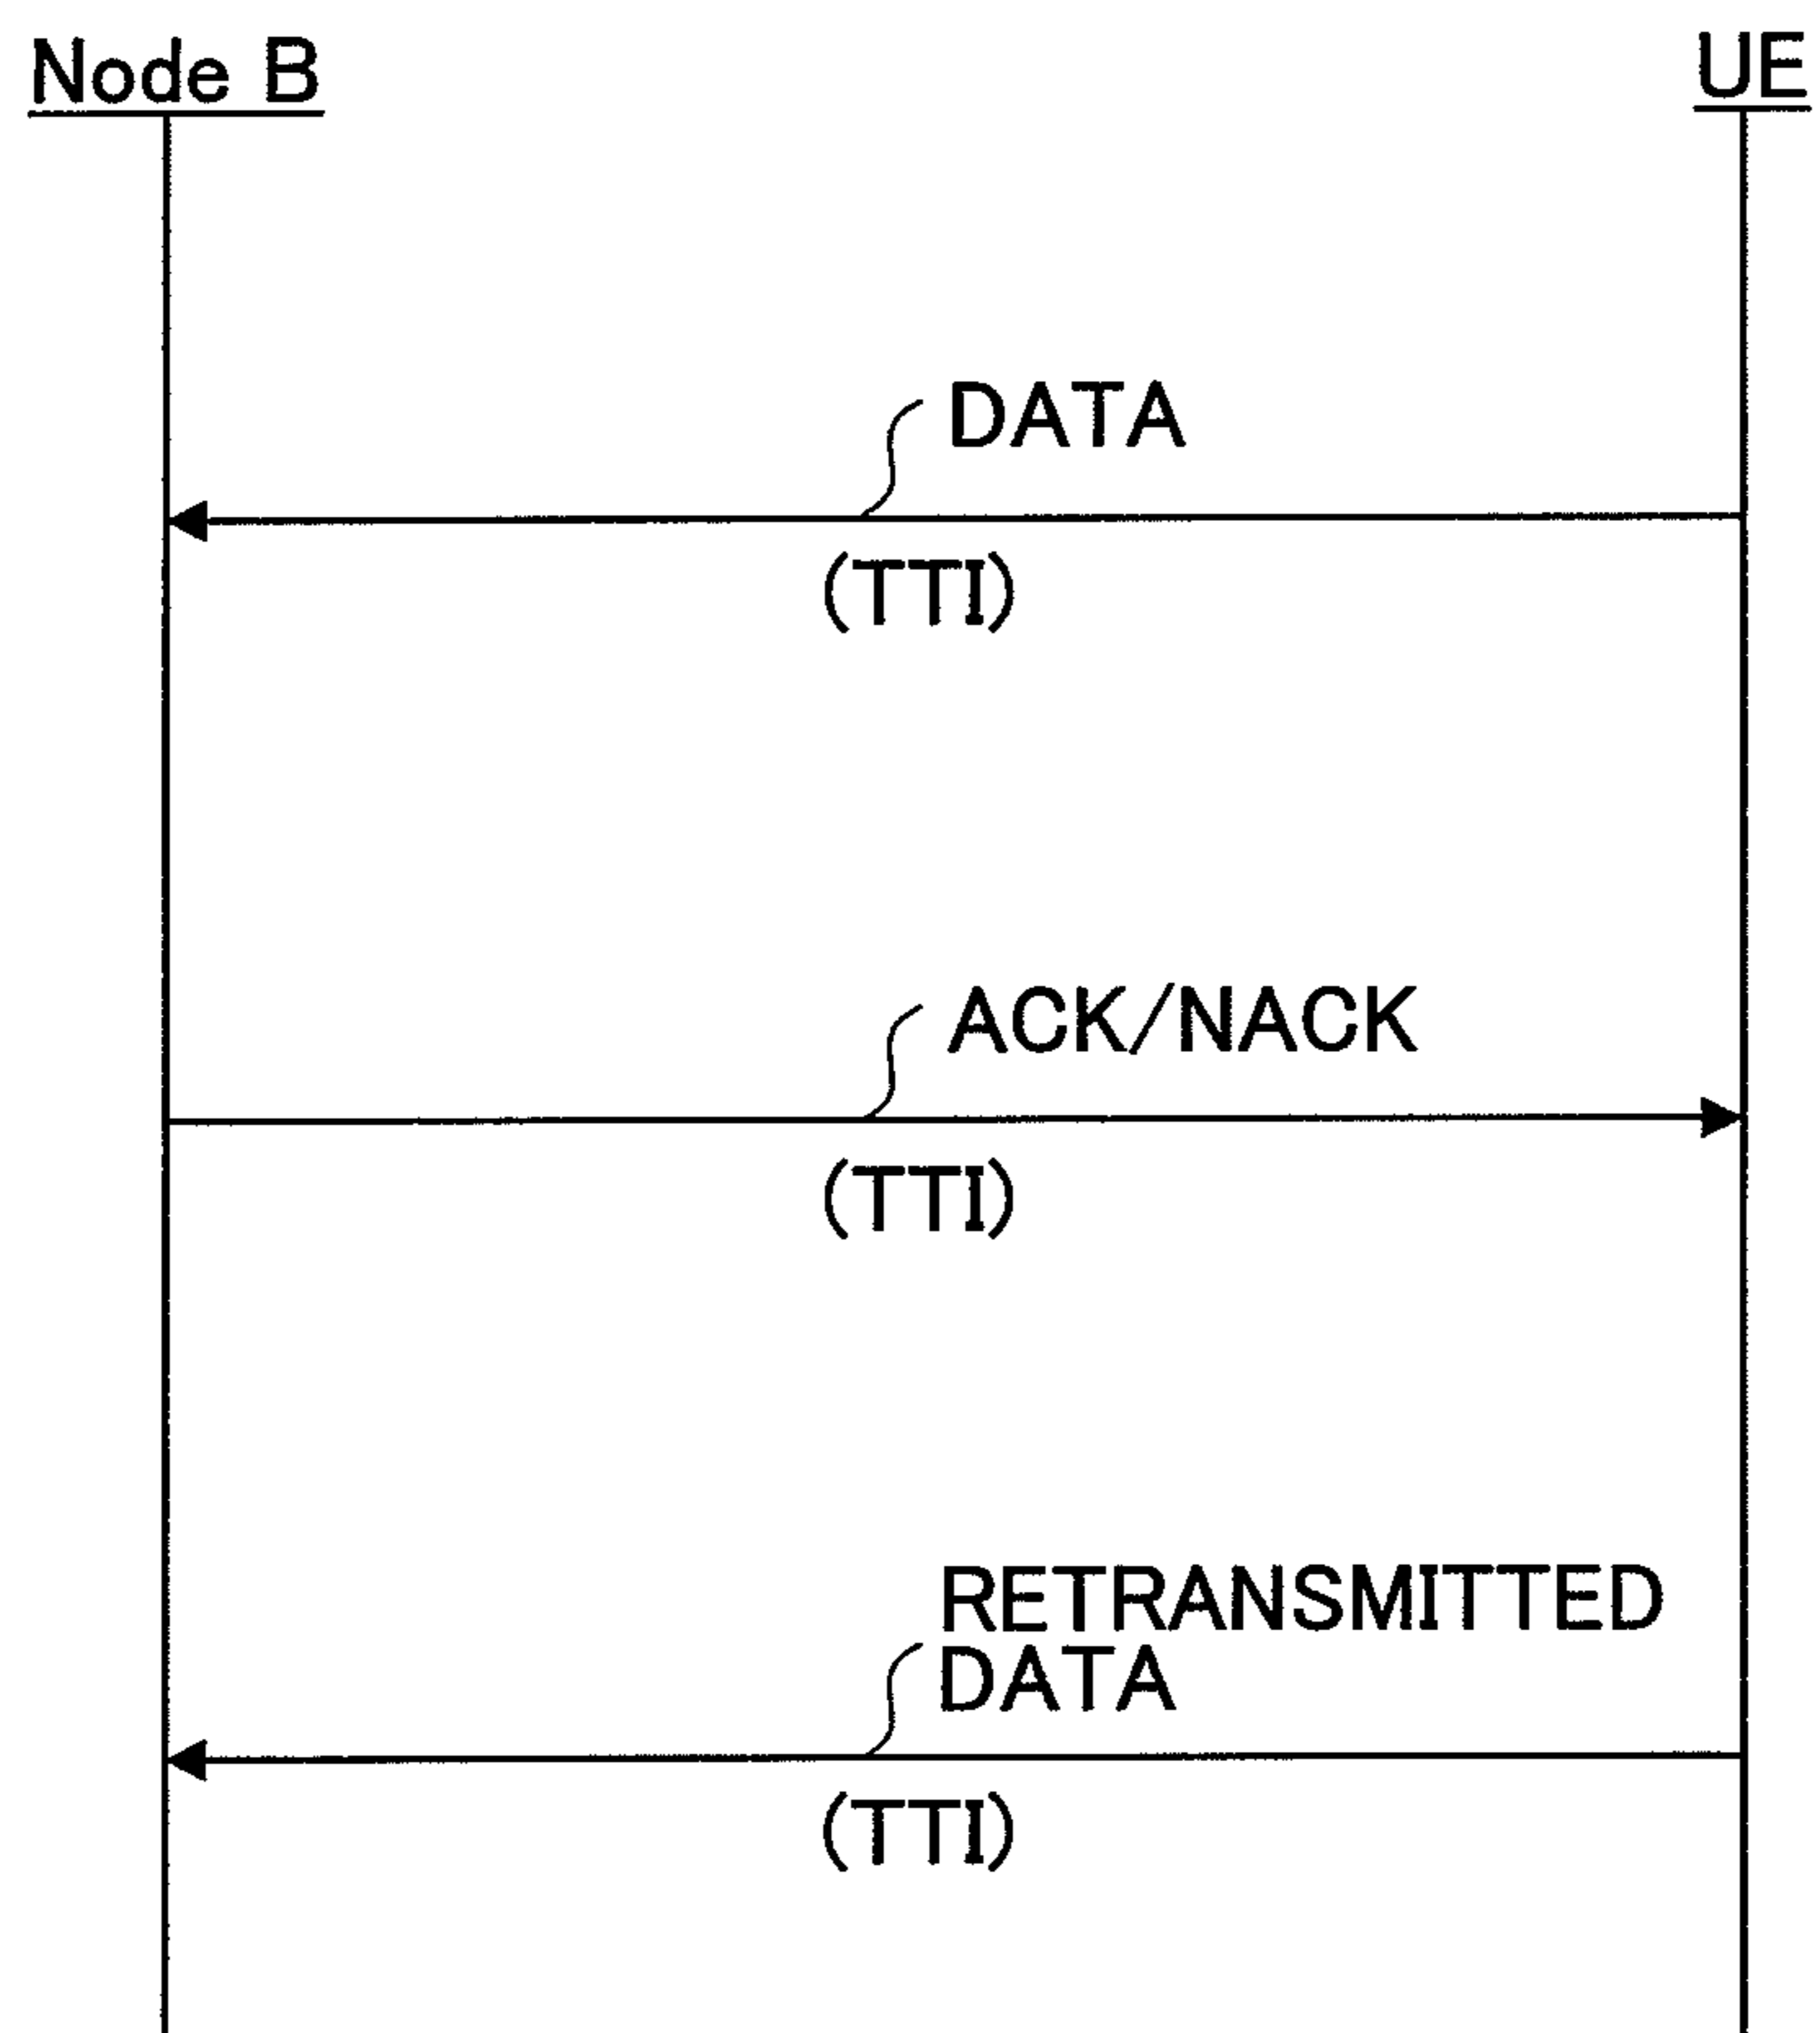 Node B
UE
DATA
(TTI)
ACK/NACK
(TTI)
RETRANSMITTED
DATA
(TTI)